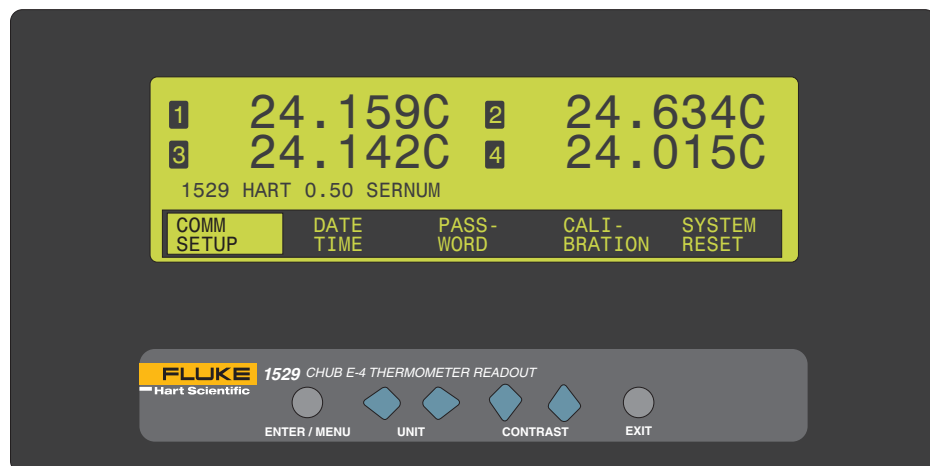 1 24.159C 2 24.634C
3 24.142C 4 24.015C
1529 HART 0.50 SERNUM
COMM DATE PASS- CALI- SYSTEM
SETUP TIME WORD BRATION RESET
FLUKE 1529 CHUB E-4 THERMOMETER READOUT
Hart Scientific
ENTER / MENU UNIT CONTRAST EXIT